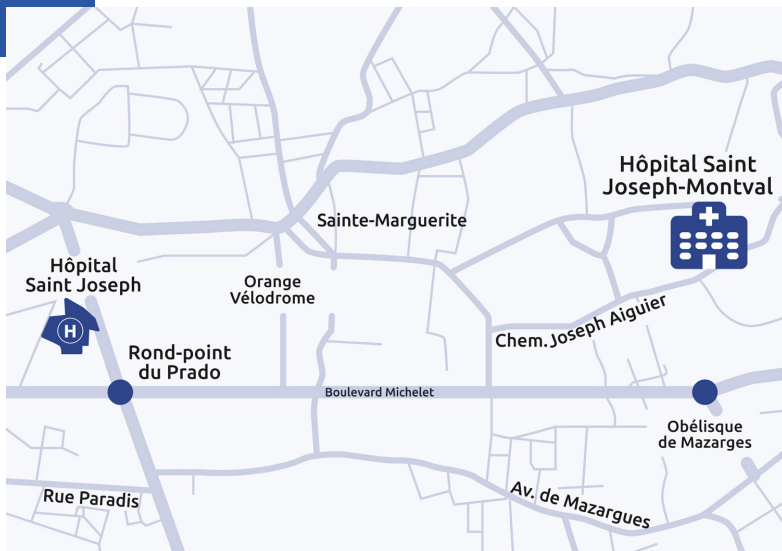 Hôpital Saint
Joseph-Montval
Sainte-Marguerite
Hôpital
Saint Joseph
Orange
Vélodrome
Chem. Joseph Aiguier
H
Rond-point
du Prado
Boulevard Michelet
Obélisque
de Mazarges
Rue Paradis
Av. de Mazargues